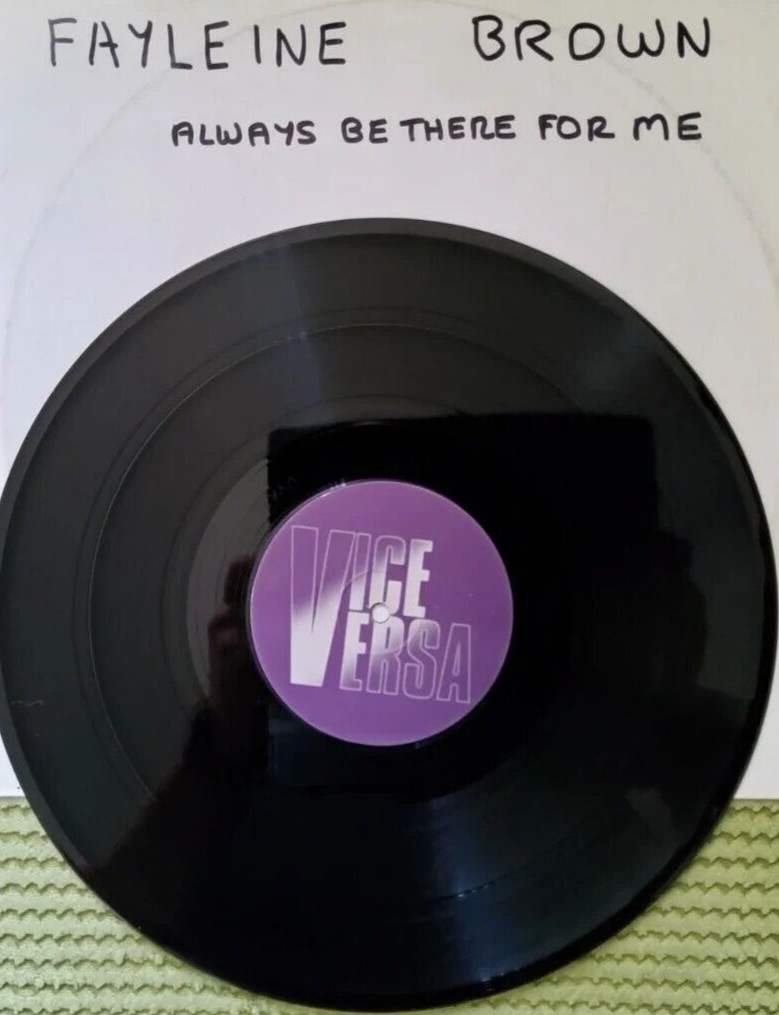 FAYLEINE BROWN
ALWAYS BE THERE FOR ME
VICE
VERSA